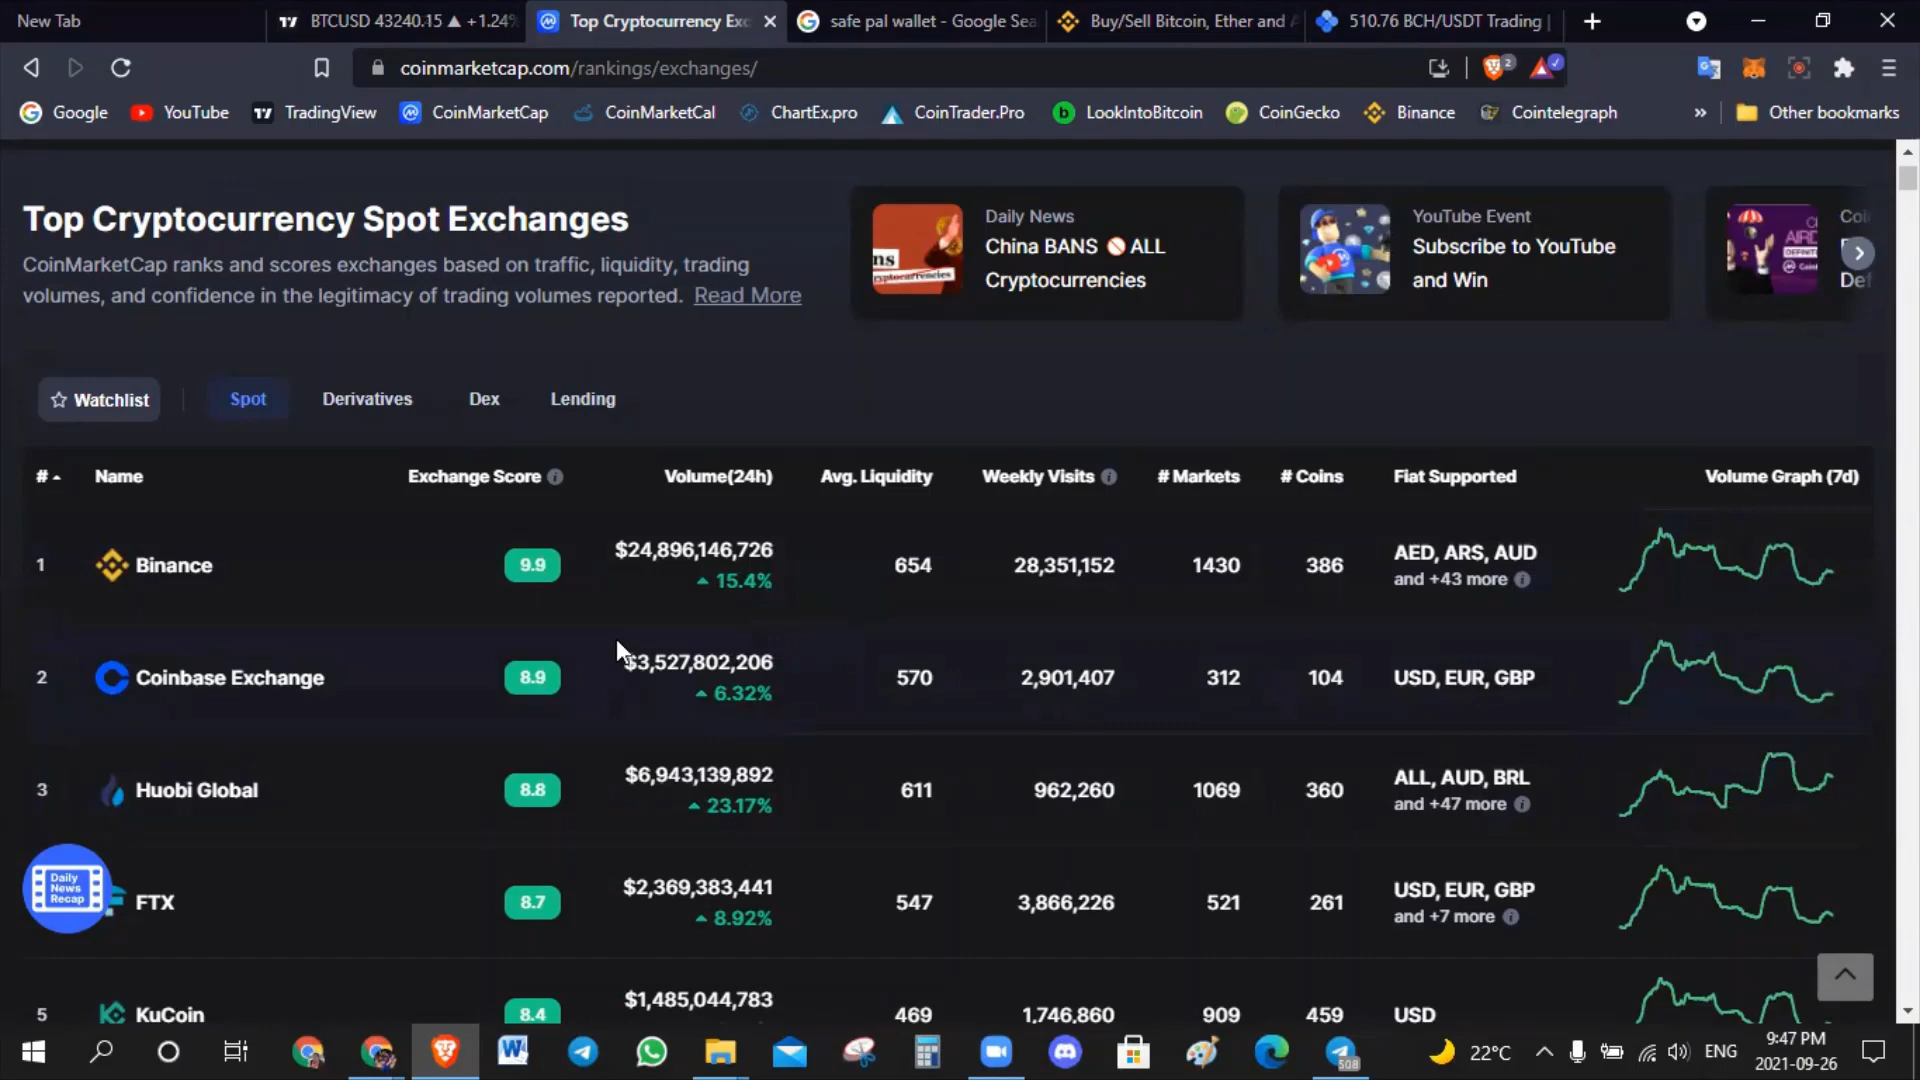 New Tab
BTCUSD 43240.15 ▲ +1.24%
Top Cryptocurrency Exc
safe pal wallet - Google Sea
Buy/Sell Bitcoin, Ether and A
510.76 BCH/USDT Trading |
coinmarketcap.com/rankings/exchanges/
2
Google
YouTube
TradingView
CoinMarketCap
CoinMarketCal
ChartEx.pro
CoinTrader.Pro
LookIntoBitcoin
CoinGecko
Binance
Cointelegraph
»
Other bookmarks
Top Cryptocurrency Spot Exchanges
CoinMarketCap ranks and scores exchanges based on traffic, liquidity, trading
volumes, and confidence in the legitimacy of trading volumes reported. Read More
Daily News
China BANS 🚫 ALL
Cryptocurrencies
YouTube Event
Subscribe to YouTube
and Win
Watchlist
Spot
Derivatives
Dex
Lending
# Name Exchange Score Volume(24h) Avg. Liquidity Weekly Visits # Markets # Coins Fiat Supported Volume Graph (7d)
1 Binance 9.9 $24,896,146,726 654 28,351,152 1430 386 AED, ARS, AUD
15.4% and +43 more
2 Coinbase Exchange 8.9 $3,527,802,206 570 2,901,407 312 104 USD, EUR, GBP
6.32%
3 Huobi Global 8.8 $6,943,139,892 611 962,260 1069 360 ALL, AUD, BRL
23.17% and +47 more
Daily
News
Recap
FTX 8.7 $2,369,383,441 547 3,866,226 521 261 USD, EUR, GBP
8.92% and +7 more
5 KuCoin 8.4 $1,485,044,783 469 1,746,860 909 459 USD
508
22°C
ENG
9:47 PM
2021-09-26